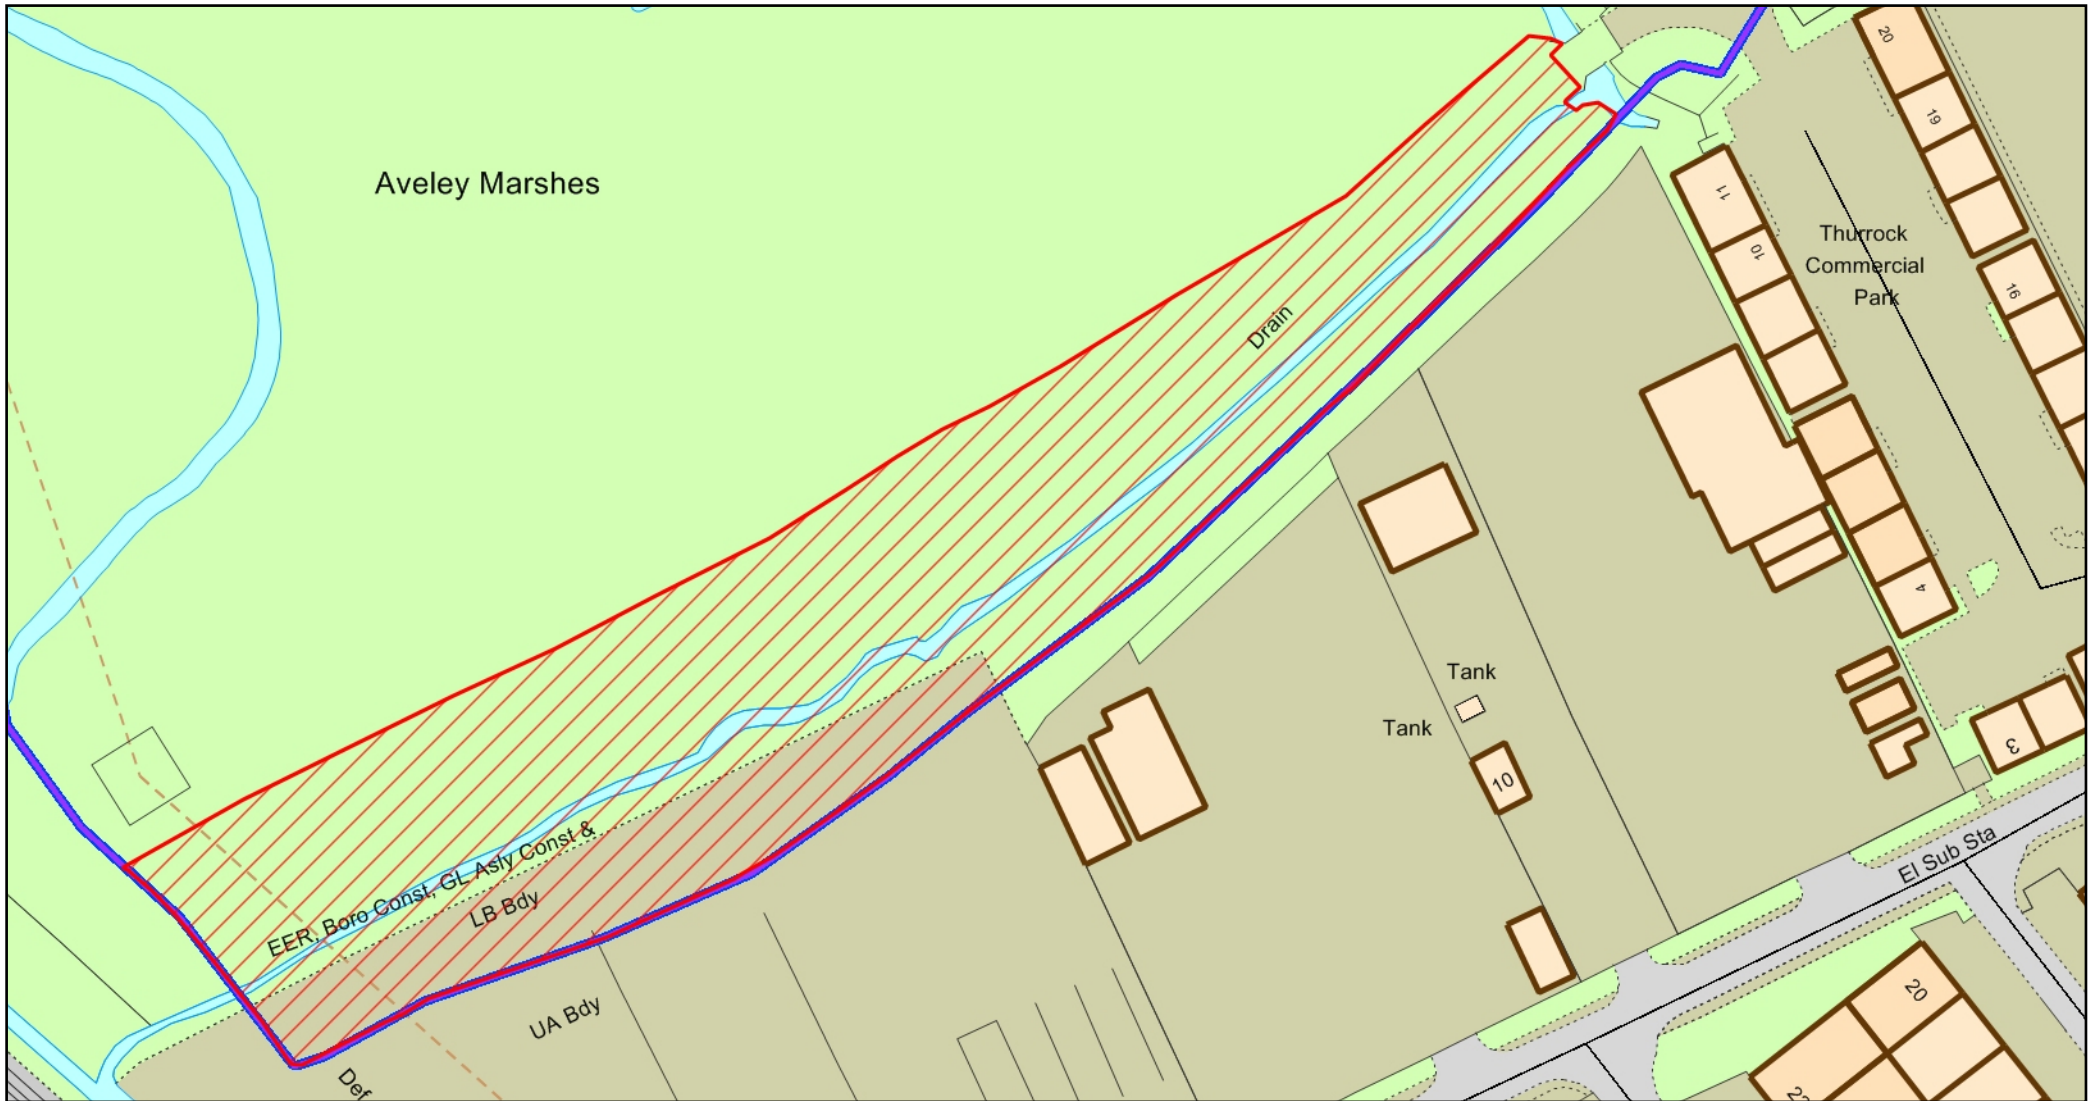 Aveley Marshes
20
19
11
10
Thurrock
Commercial
Park
16
Drain
4
Tank
Tank
3
10
EER, Boro Const, GL Asly Const &
LB Bdy
El Sub Sta
UA Bdy
20
Def